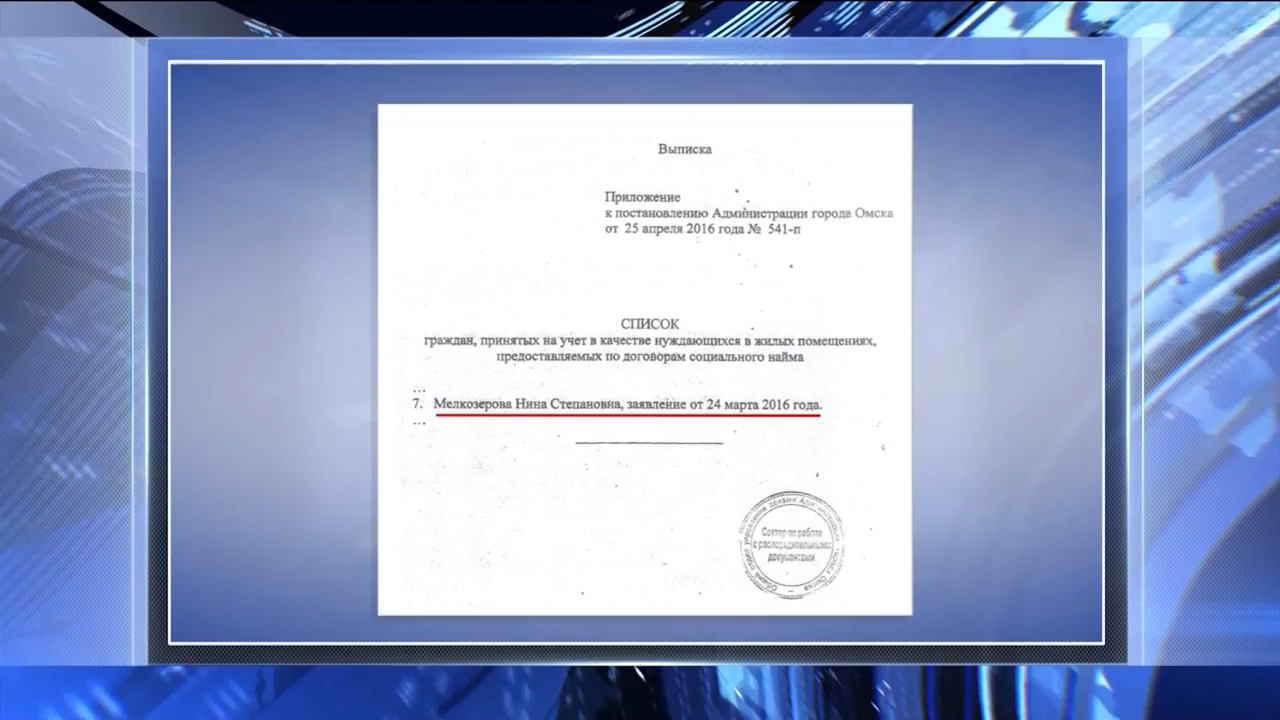 Выписка
Приложение
к постановлению Администрации города Омска
от 25 апреля 2016 года № 541-п
СПИСОК
граждан, принятых на учет в качестве нуждающихся в жилых помещениях,
предоставляемых по договорам социального найма
...
7. Мелкозерова Нина Степановна, заявление от 24 марта 2016 года.
...
Сектор по работе
с распорядительными
документами